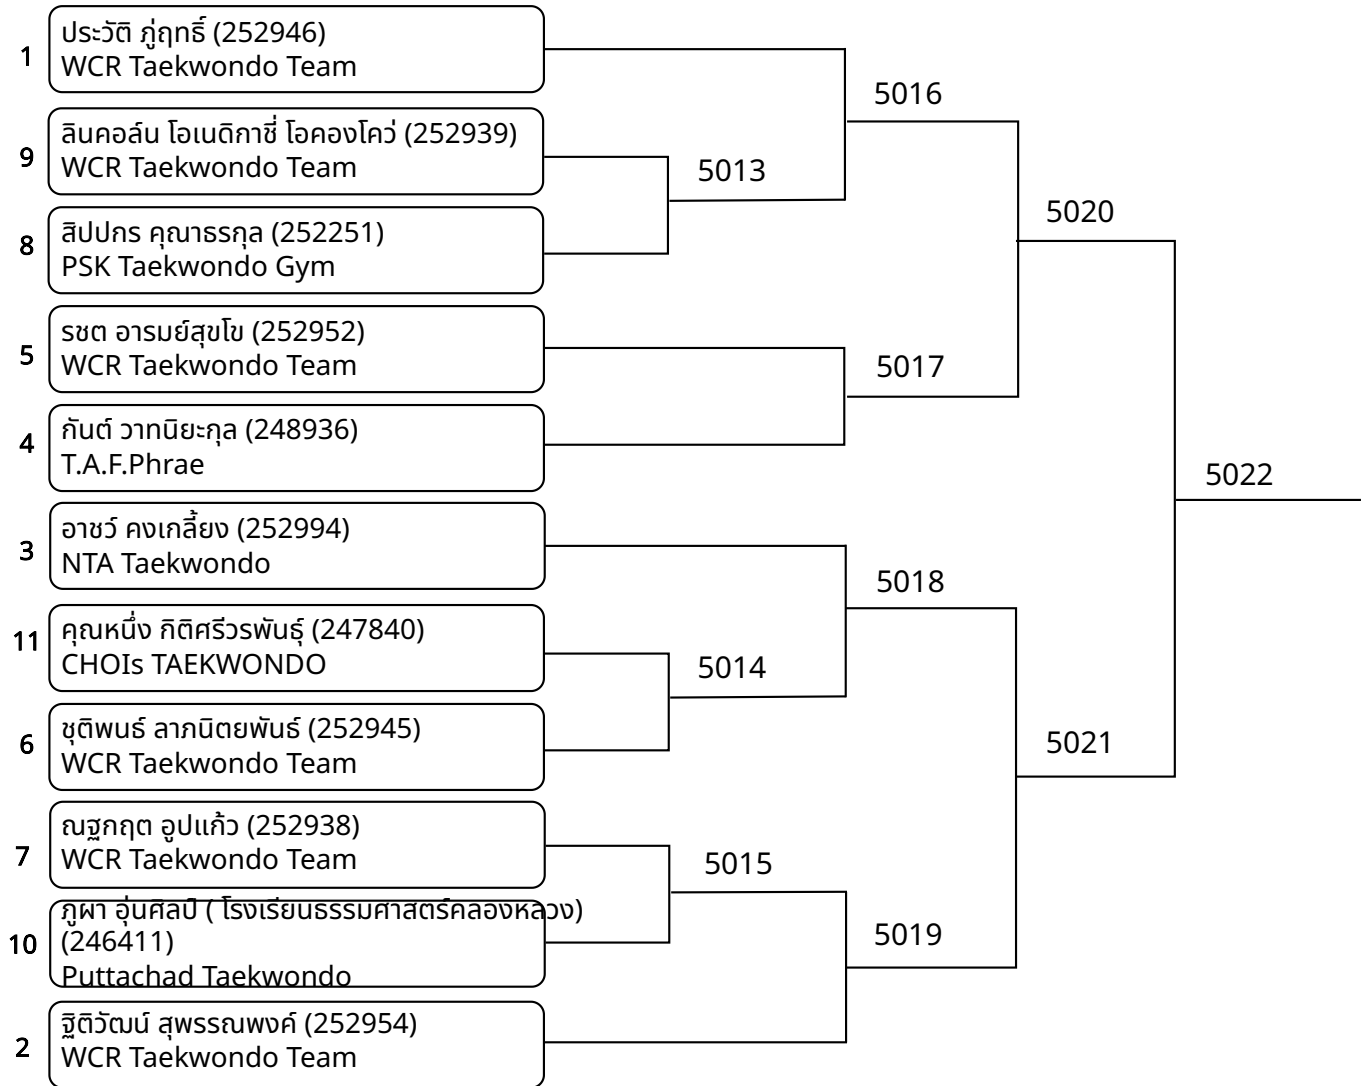 1
ประวัติ ภู่ฤทธิ์ (252946)
WCR Taekwondo Team
5016
9
ลินคอล์น โอเนดิกาชี่ โอคองโคว่ (252939)
WCR Taekwondo Team
5013
8
สิปปกร คุณาธรกุล (252251)
PSK Taekwondo Gym
5020
5
รชต อารมย์สุขโข (252952)
WCR Taekwondo Team
5017
4
กันต์ วาทนิยะกุล (248936)
T.A.F.Phrae
5022
3
อาชว์ คงเกลี้ยง (252994)
NTA Taekwondo
5018
11
คุณหนึ่ง กิติศรีวรพันธุ์ (247840)
CHOIs TAEKWONDO
5014
6
ชุติพนธ์ ลาภนิตยพันธ์ (252945)
WCR Taekwondo Team
5021
7
ณฐกฤต อูปแก้ว (252938)
WCR Taekwondo Team
5015
10
ภูผา อุ่นศิลป์ ( โรงเรียนธรรมศาสตร์คลองหลวง)
(246411)
Puttachad Taekwondo
5019
2
ฐิติวัฒน์ สุพรรณพงค์ (252954)
WCR Taekwondo Team